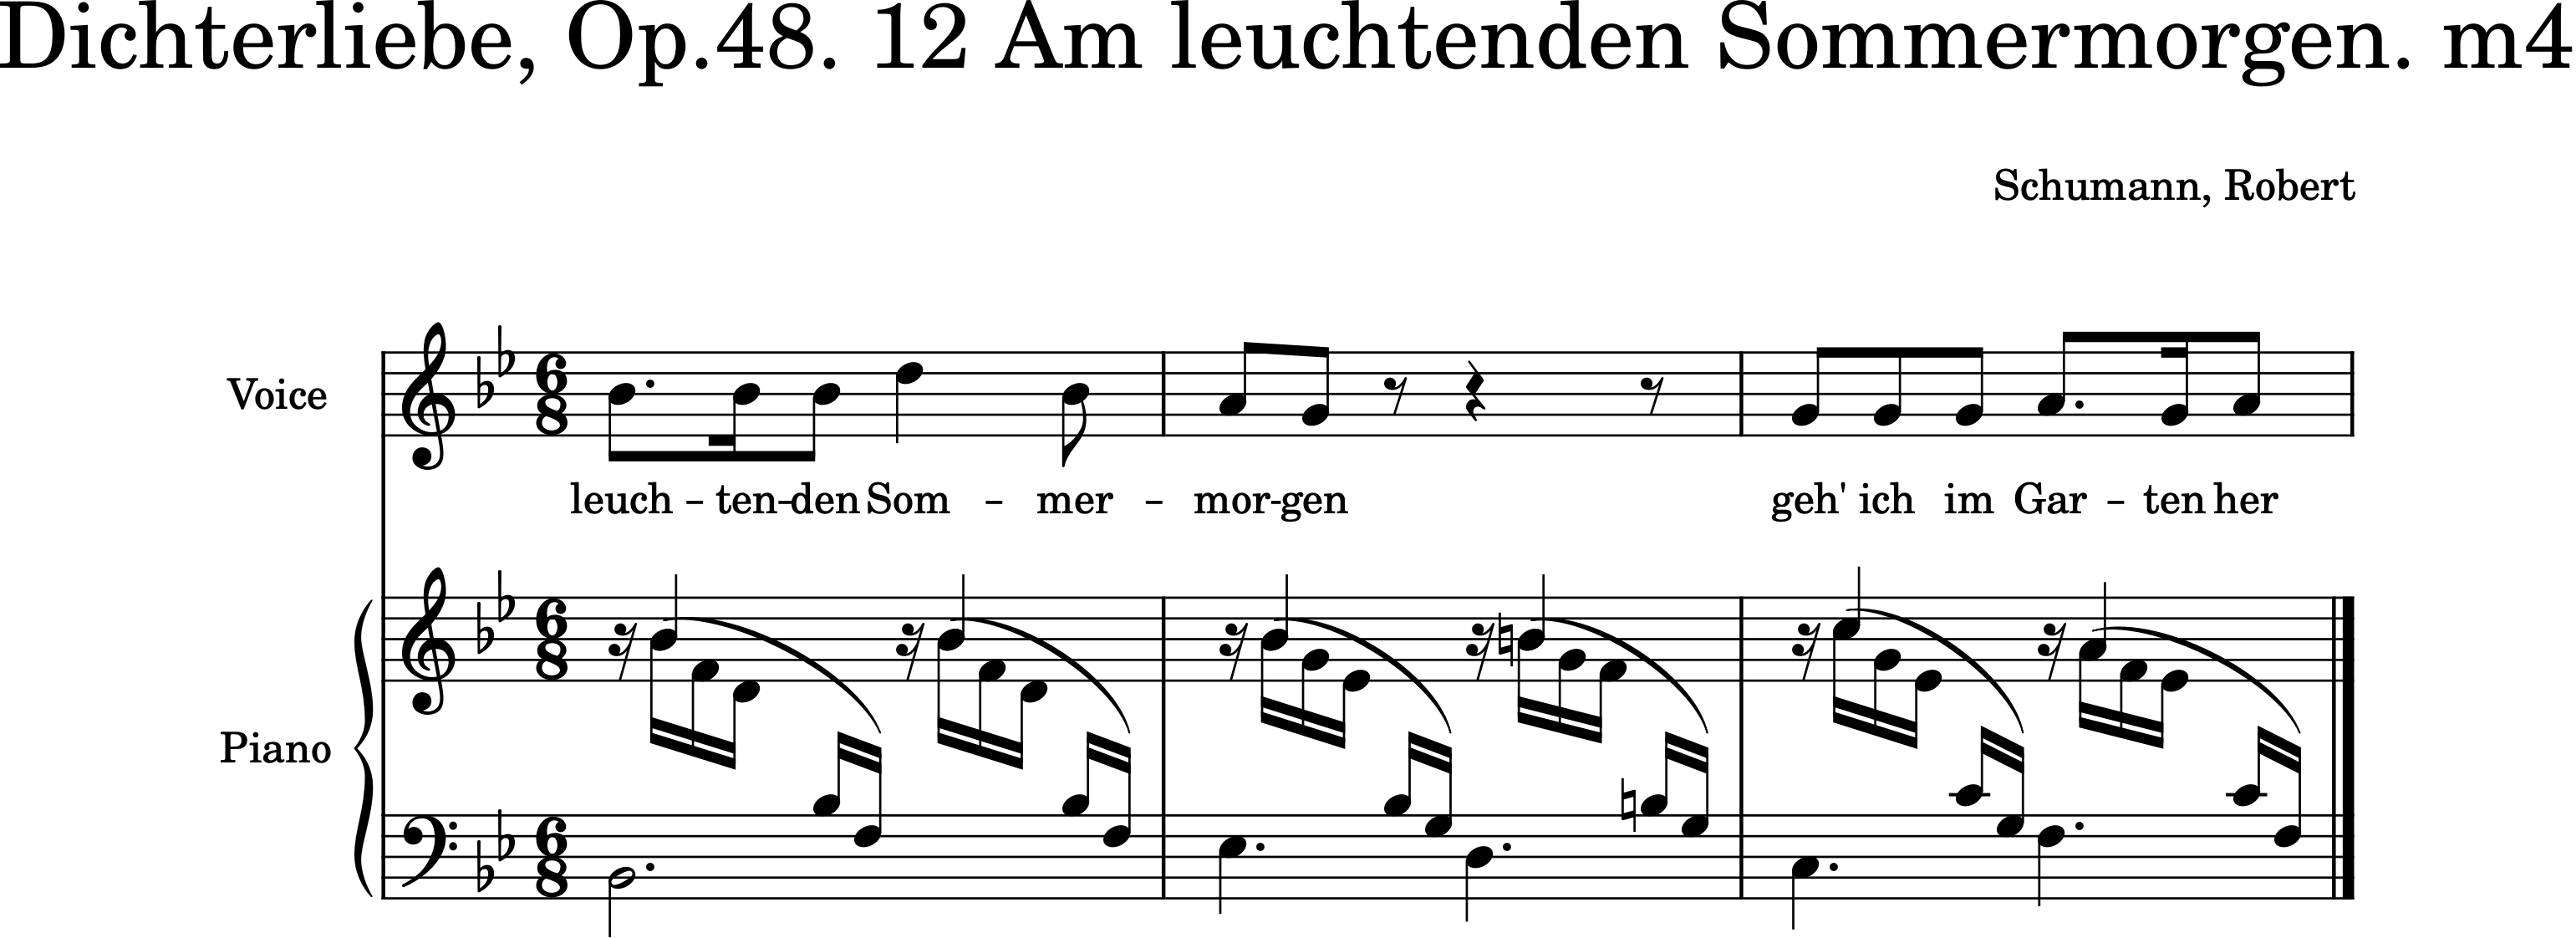 Dichterliebe, Op.48. 12 Am leuchtenden Sommermorgen. m4
Schumann, Robert
Voice
leuch - ten-den Som - mer - mor-gen geh' ich im Gar - ten her
Piano